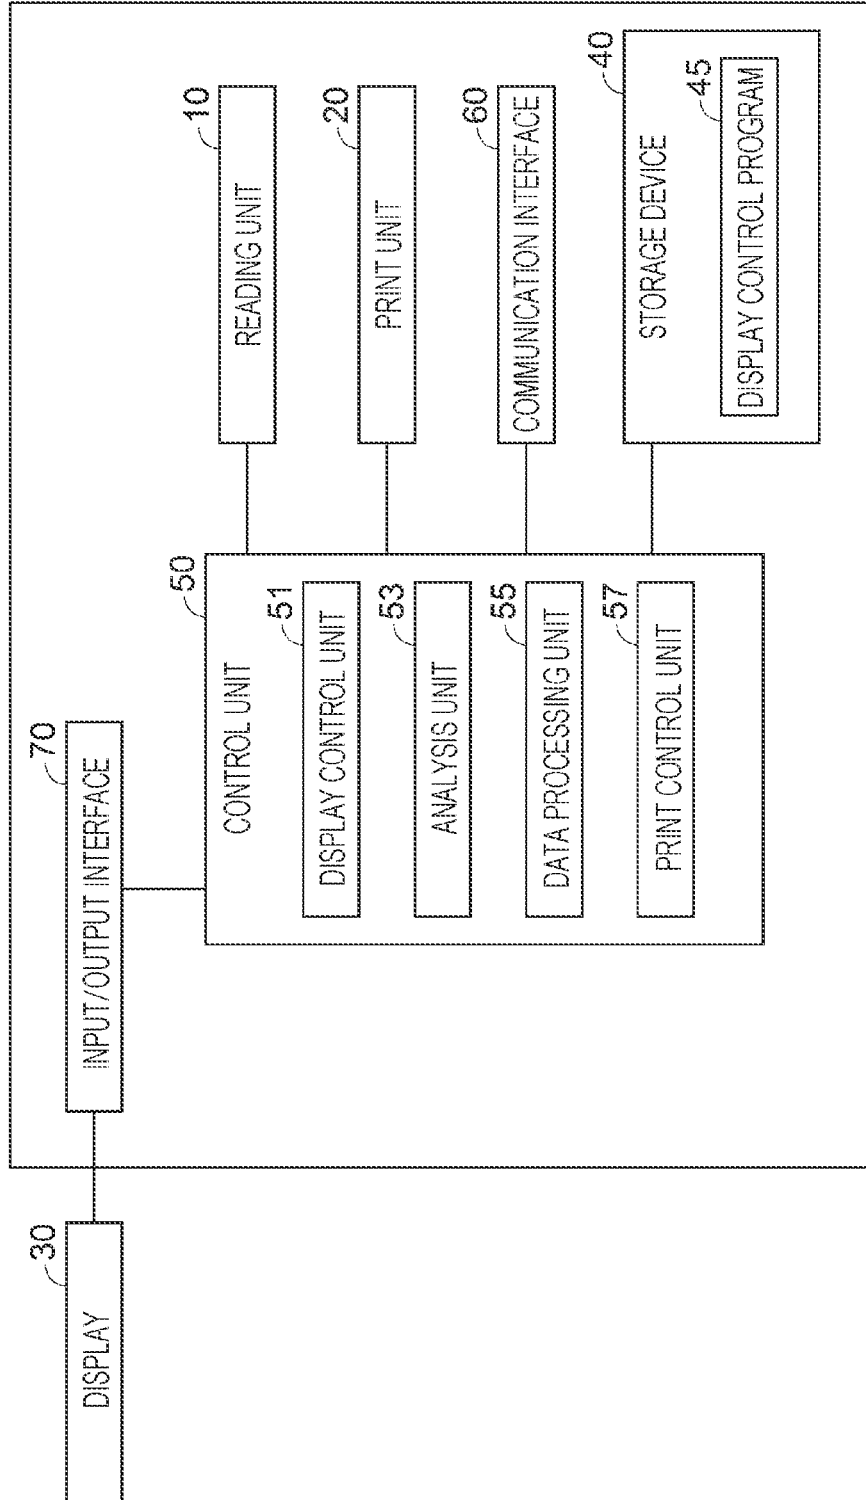 30
DISPLAY
70
INPUT/OUTPUT INTERFACE
50
CONTROL UNIT
51
DISPLAY CONTROL UNIT
53
ANALYSIS UNIT
55
DATA PROCESSING UNIT
57
PRINT CONTROL UNIT
10
READING UNIT
20
PRINT UNIT
60
COMMUNICATION INTERFACE
40
STORAGE DEVICE
45
DISPLAY CONTROL PROGRAM